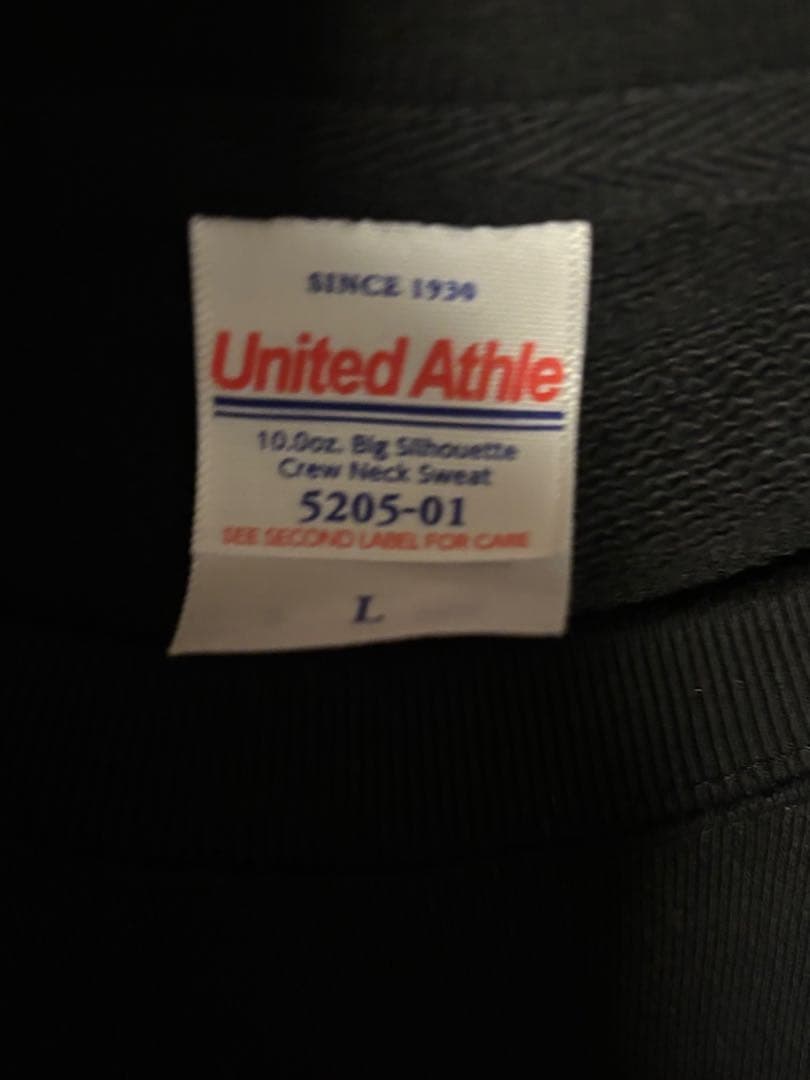 SINCE 1930
United Athle
10.0oz. Big Silhouette
Crew Neck Sweat
5205-01
SEE SECOND LABEL FOR CARE
L